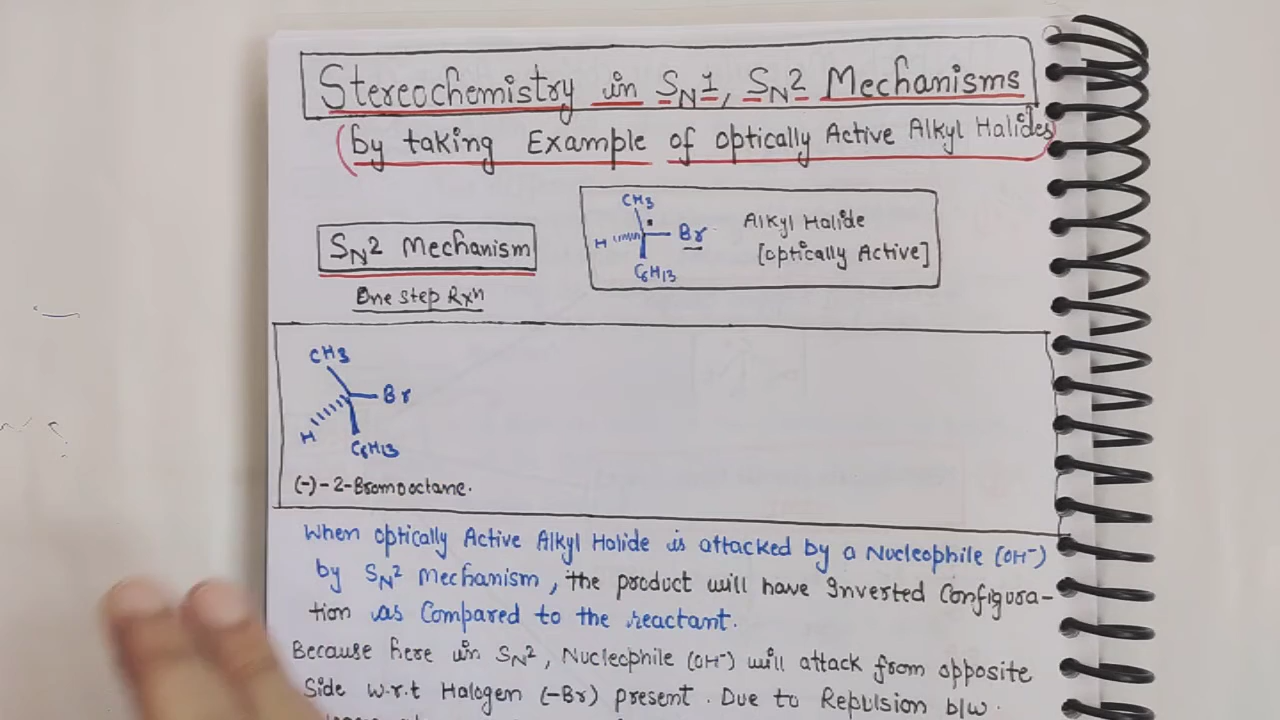 Stereochemistry in SN1, SN2 Mechanisms
(by taking Example of optically Active Alkyl Halides)
CH3
H
Br
C6H13
Alkyl Halide
[optically Active]
SN2 Mechanism
One step Rxn
CH3
Br
H
C6H13
(-)-2-Bromooctane.
When optically Active Alkyl Halide is attacked by a Nucleophile (OH-)
by SN2 Mechanism, the product will have Inverted Configura-
tion as Compared to the reactant.
Because here in SN2, Nucleophile (OH-) will attack from opposite
Side w.r.t Halogen (-Br) present. Due to Repulsion b/w.